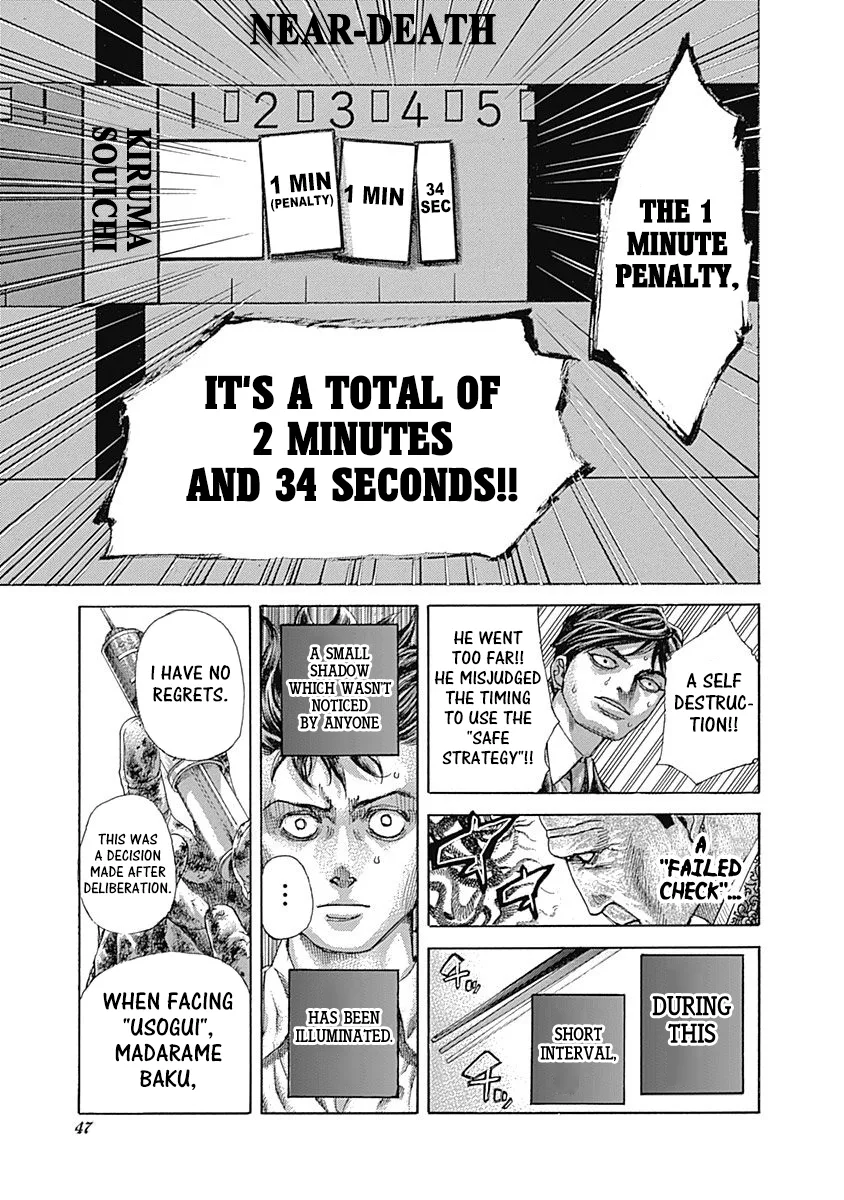 NEAR-DEATH
1 1 2 3 4 5
KIRUMA
SOUICHI
1 MIN
(PENALTY)
1 MIN
34
SEC
THE 1
MINUTE
PENALTY,
IT'S A TOTAL OF
2 MINUTES
AND 34 SECONDS!!
A SELF
DESTRUC-
TION!!
HE WENT
TOO FAR!!
HE MISJUDGED
THE TIMING
TO USE THE
"SAFE
STRATEGY"!!
A
"FAILED
CHECK"...
チ
チ
DURING
THIS
SHORT
INTERVAL,
A SMALL
SHADOW
WHICH WASN'T
NOTICED
BY ANYONE
...
HAS BEEN
ILLUMINATED.
I HAVE NO
REGRETS.
THIS WAS
A DECISION
MADE AFTER
DELIBERATION.
WHEN FACING
"USOGUI",
MADARAME
BAKU,
47